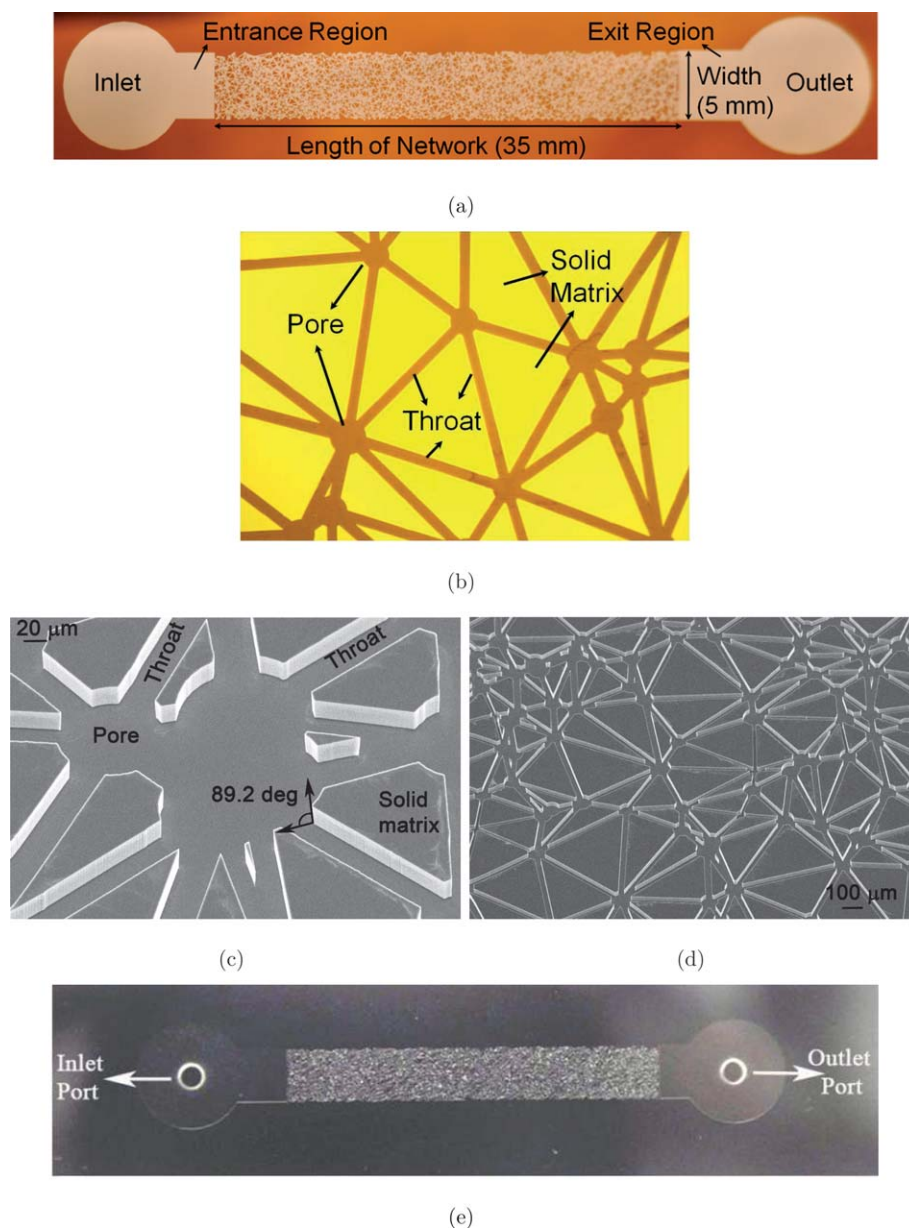 Inlet
Entrance Region
Exit Region
Width
(5 mm)
Outlet
Length of Network (35 mm)
(a)
Pore
Solid
Matrix
Throat
(b)
20 μm
Throat
Throat
Pore
89.2 deg
Solid
matrix
(c)
100 μm
(d)
Inlet
Port
Outlet
Port
(e)